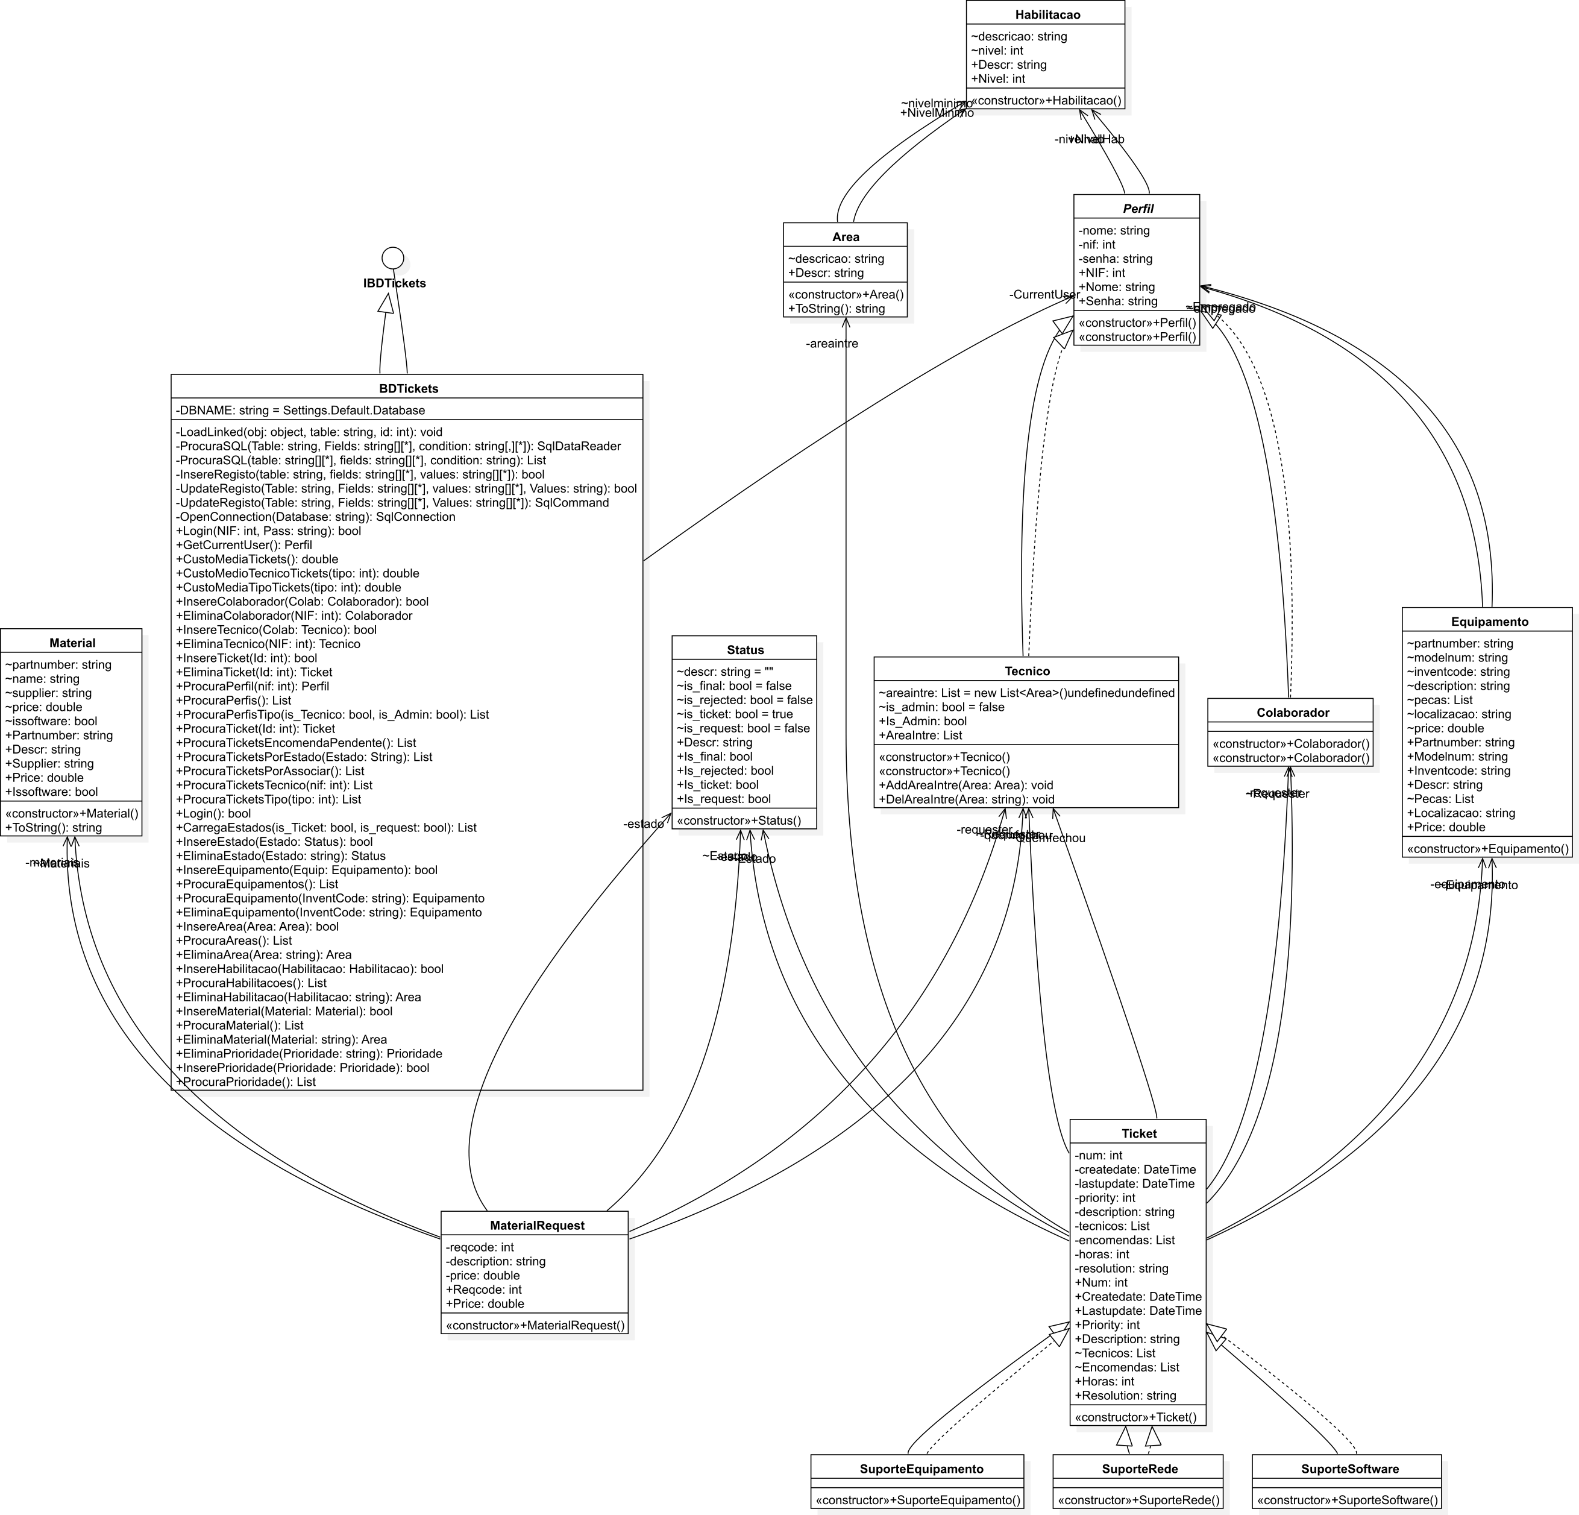 Habilitacao
~descricao: string
~nivel: int
+Descr: string
+Nivel: int
«constructor»+Habilitacao()
~nivelminimo
+NivelMinimo
Perfil
-nome: string
-nif: int
-senha: string
+NIF: int
+Nome: string
+Senha: string
«constructor»+Perfil()
«constructor»+Perfil()
Area
~descricao: string
+Descr: string
«constructor»+Area()
+ToString(): string
-CurrentUser
-areaintre
IBDTickets
BDTickets
-DBNAME: string = Settings.Default.Database
-LoadLinked(obj: object, table: string, id: int): void
-ProcuraSQL(Table: string, Fields: string[][*], condition: string[,][*]): SqlDataReader
-ProcuraSQL(table: string[][*], fields: string[][*], condition: string): List
-InsereRegisto(table: string, fields: string[][*], values: string[][*]): bool
-UpdateRegisto(Table: string, Fields: string[][*], values: string[][*], Values: string): bool
-UpdateRegisto(Table: string, Fields: string[][*], Values: string[][*]): SqlCommand
-OpenConnection(Database: string): SqlConnection
+Login(NIF: int, Pass: string): bool
+GetCurrentUser(): Perfil
+CustoMediaTickets(): double
+CustoMedioTecnicoTickets(tipo: int): double
+CustoMediaTipoTickets(tipo: int): double
+InsereColaborador(Colab: Colaborador): bool
+EliminaColaborador(NIF: int): Colaborador
+InsereTecnico(Colab: Tecnico): bool
+EliminaTecnico(NIF: int): Tecnico
+InsereTicket(Id: int): bool
+EliminaTicket(Id: int): Ticket
+ProcuraPerfil(nif: int): Perfil
+ProcuraPerfis(): List
+ProcuraPerfisTipo(is_Tecnico: bool, is_Admin: bool): List
+ProcuraTicket(Id: int): Ticket
+ProcuraTicketsEncomendaPendente(): List
+ProcuraTicketsPorEstado(Estado: String): List
+ProcuraTicketsPorAssociar(): List
+ProcuraTicketsTecnico(nif: int): List
+ProcuraTicketsTipo(tipo: int): List
+Login(): bool
+CarregaEstados(is_Ticket: bool, is_request: bool): List
+InsereEstado(Estado: Status): bool
+EliminaEstado(Estado: string): Status
+InsereEquipamento(Equip: Equipamento): bool
+ProcuraEquipamentos(): List
+ProcuraEquipamento(InventCode: string): Equipamento
+EliminaEquipamento(InventCode: string): Equipamento
+InsereArea(Area: Area): bool
+ProcuraAreas(): List
+EliminaArea(Area: string): Area
+InsereHabilitacao(Habilitacao: Habilitacao): bool
+ProcuraHabilitacoes(): List
+EliminaHabilitacao(Habilitacao: string): Area
+InsereMaterial(Material: Material): bool
+ProcuraMaterial(): List
+EliminaMaterial(Material: string): Area
+EliminaPrioridade(Prioridade: string): Prioridade
+InserePrioridade(Prioridade: Prioridade): bool
+ProcuraPrioridade(): List
Material
~partnumber: string
~name: string
~supplier: string
~price: double
~issoftware: bool
+Partnumber: string
+Descr: string
+Supplier: string
+Price: double
+Issoftware: bool
«constructor»+Material()
+ToString(): string
Status
~descr: string = ""
~is_final: bool = false
~is_rejected: bool = false
~is_ticket: bool = true
~is_request: bool = false
+Descr: string
+Is_final: bool
+Is_rejected: bool
+Is_ticket: bool
+Is_request: bool
«constructor»+Status()
-estado
Tecnico
~areaintre: List = new List<Area>()undefinedundefined
~is_admin: bool = false
+Is_Admin: bool
+AreaIntre: List
«constructor»+Tecnico()
«constructor»+Tecnico()
+AddAreaIntre(Area: Area): void
+DelAreaIntre(Area: string): void
-requester
Colaborador
«constructor»+Colaborador()
«constructor»+Colaborador()
Equipamento
~partnumber: string
~modelnum: string
~inventcode: string
~description: string
~pecas: List
~localizacao: string
~price: double
+Partnumber: string
+Modelnum: string
+Inventcode: string
+Descr: string
~Pecas: List
+Localizacao: string
+Price: double
«constructor»+Equipamento()
MaterialRequest
-reqcode: int
-description: string
-price: double
+Reqcode: int
+Price: double
«constructor»+MaterialRequest()
Ticket
-num: int
-createdate: DateTime
-lastupdate: DateTime
-priority: int
-description: string
-tecnicos: List
-encomendas: List
-horas: int
-resolution: string
+Num: int
+Createdate: DateTime
+Lastupdate: DateTime
+Priority: int
+Description: string
~Tecnicos: List
~Encomendas: List
+Horas: int
+Resolution: string
«constructor»+Ticket()
SuporteEquipamento
«constructor»+SuporteEquipamento()
SuporteRede
«constructor»+SuporteRede()
SuporteSoftware
«constructor»+SuporteSoftware()